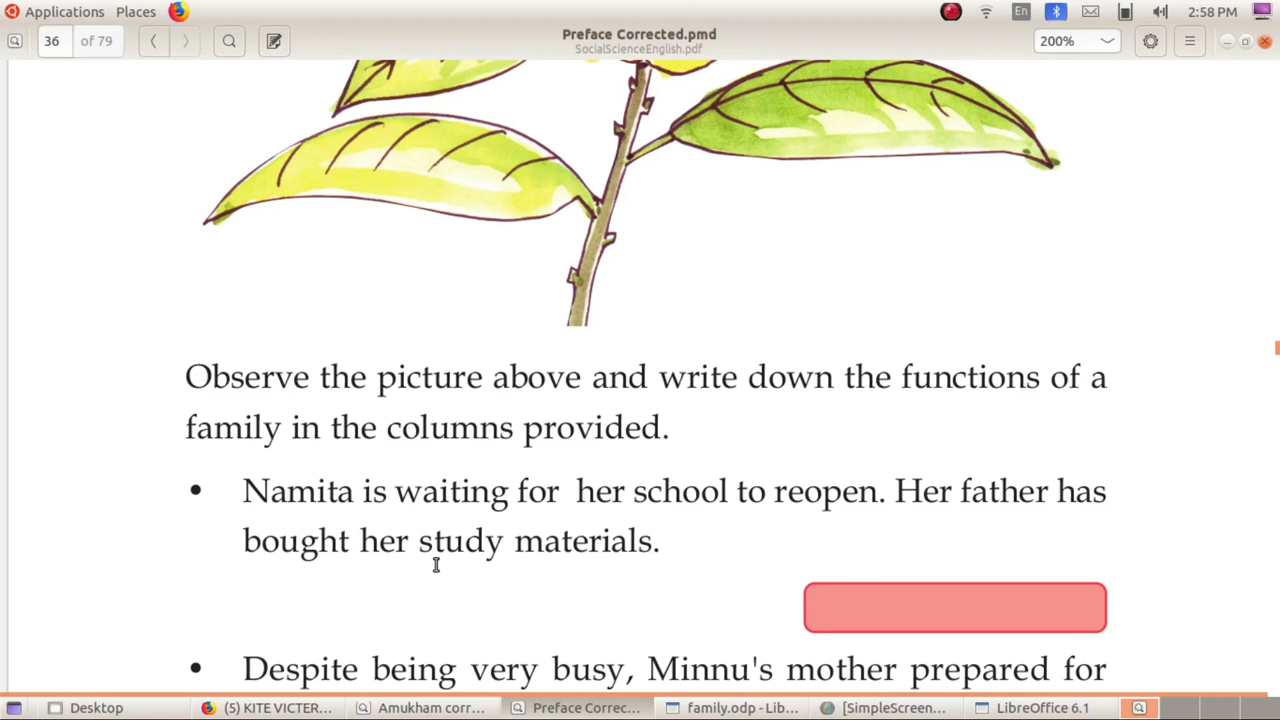 Applications Places En 2:58 PM
36 of 79 Preface Corrected.pmd 200%
SocialScienceEnglish.pdf
Observe the picture above and write down the functions of a
family in the columns provided.
• Namita is waiting for her school to reopen. Her father has
bought her study materials.
• Despite being very busy, Minnu's mother prepared for
Desktop (5) KITE VICTER... Amukham corr... Preface Correc... family.odp - Lib... [SimpleScreen... LibreOffice 6.1